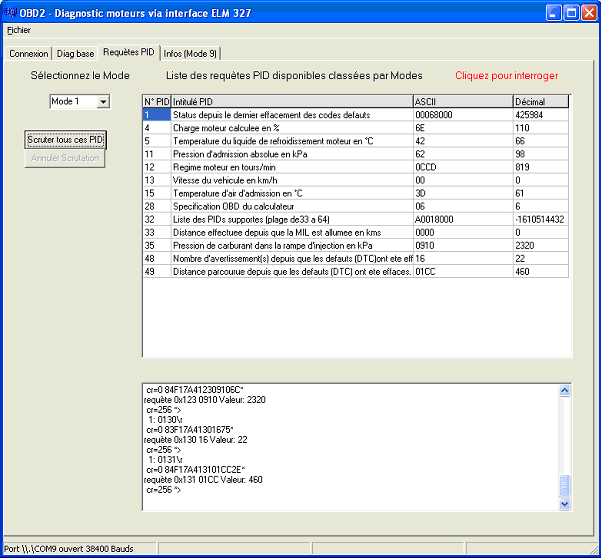 OBD2 - Diagnostic moteurs via interface ELM 327
Fichier
Connexion Diag base Requêtes PID Infos (Mode 9)
Sélectionnez le Mode Liste des requêtes PID disponibles classées par Modes Cliquez pour interroger
Mode 1
Scruter tous ces PID
Annuler Scrutation
N° PID Intitulé PID ASCII Décimal
1 Status depuis le dernier effacement des codes defauts 00068000 425984
4 Charge moteur calculee en % 6E 110
5 Temperature du liquide de refroidissement moteur en °C 42 66
11 Pression d'admission absolue en kPa 62 98
12 Regime moteur en tours/min 0CCD 819
13 Vitesse du vehicule en km/h 00 0
15 Temperature d'air d'admission en °C 3D 61
28 Specification OBD du calculateur 06 6
32 Liste des PIDs supportes (plage de33 a 64) A0018000 -1610514432
33 Distance effectuee depuis que la MIL est allumee en kms 0000 0
35 Pression de carburant dans la rampe d'injection en kPa 0910 2320
48 Nombre d'avertissement(s) depuis que les defauts (DTC)ont ete eff 16 22
49 Distance parcourue depuis que les defauts (DTC) ont ete effaces. 01CC 460
cr=0 84F17A412309106C"
requète 0x123 0910 Valeur: 2320
cr=256 ">
1: 0130\r
cr=0 83F17A41301675"
requète 0x130 16 Valeur: 22
cr=256 ">
1: 0131\r
cr=0 84F17A413101CC2E"
requète 0x131 01CC Valeur: 460
cr=256 ">
Port \\.\COM9 ouvert 38400 Bauds